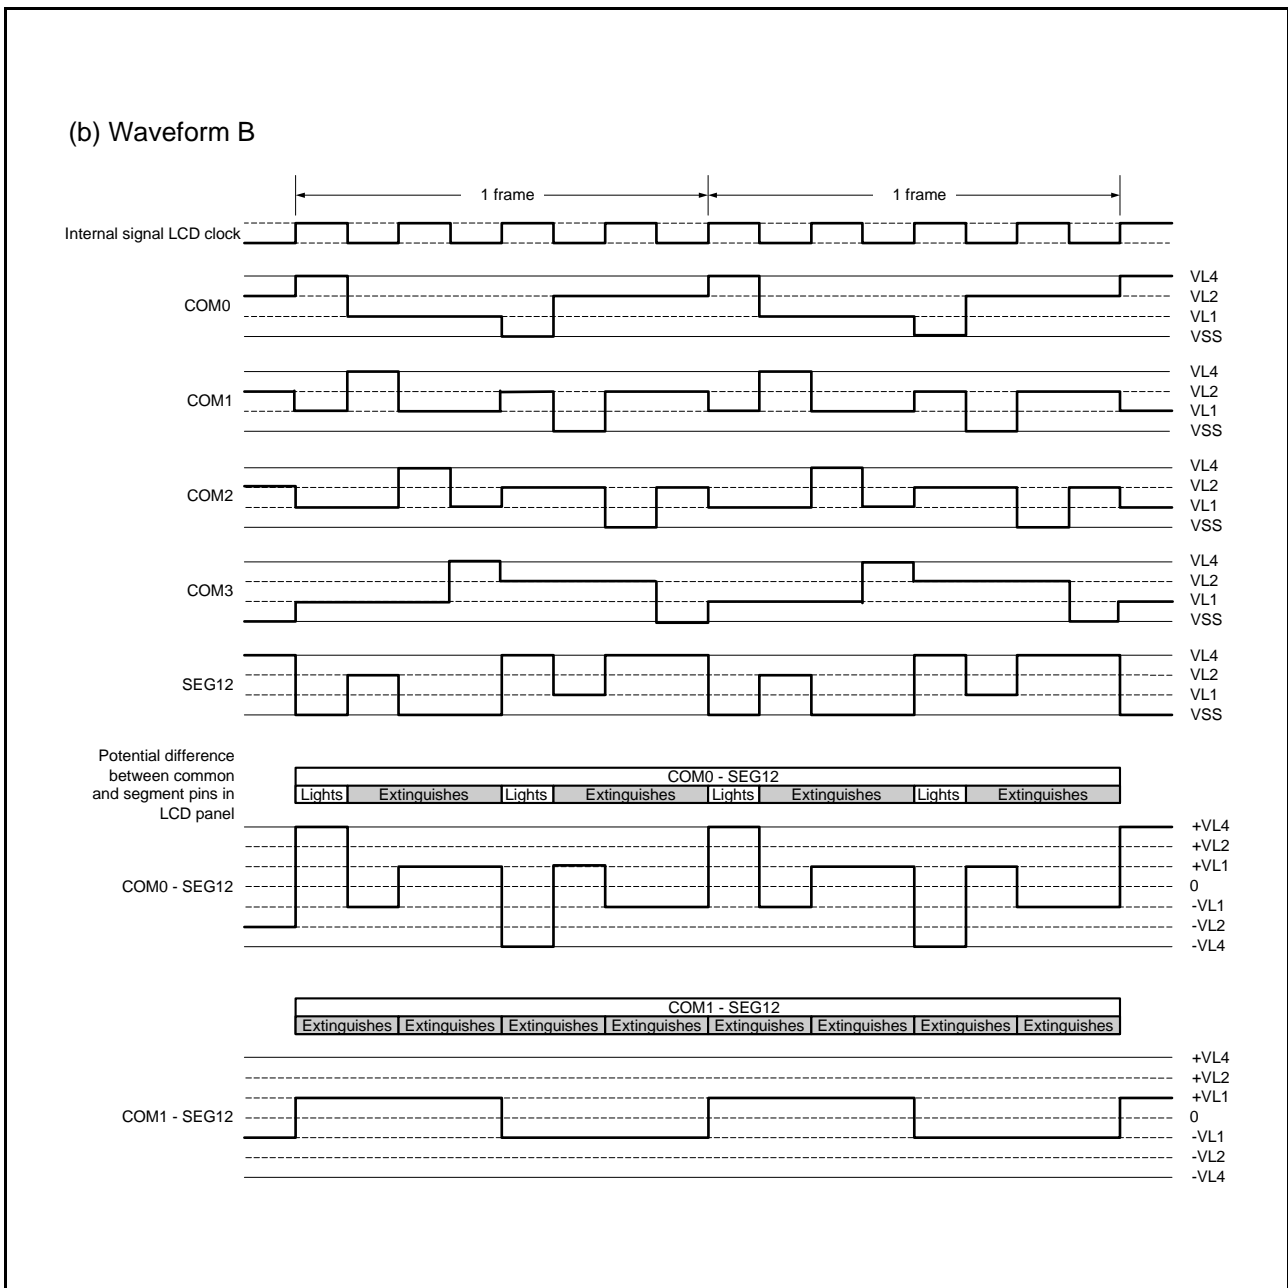 (b) Waveform B
1 frame 1 frame
Internal signal LCD clock
COM0
VL4
VL2
VL1
VSS
COM1
VL4
VL2
VL1
VSS
COM2
VL4
VL2
VL1
VSS
COM3
VL4
VL2
VL1
VSS
SEG12
VL4
VL2
VL1
VSS
Potential difference
between common
and segment pins in
LCD panel
COM0 - SEG12
Lights Extinguishes Lights Extinguishes Lights Extinguishes Lights Extinguishes
COM0 - SEG12
+VL4
+VL2
+VL1
0
-VL1
-VL2
-VL4
COM1 - SEG12
Extinguishes Extinguishes Extinguishes Extinguishes Extinguishes Extinguishes Extinguishes Extinguishes
COM1 - SEG12
+VL4
+VL2
+VL1
0
-VL1
-VL2
-VL4